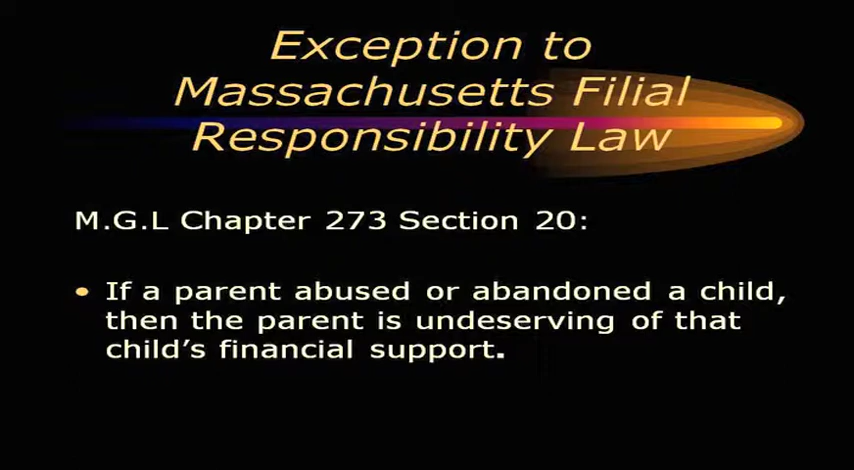 Exception to
Massachusetts Filial
Responsibility Law
M.G.L Chapter 273 Section 20:
• If a parent abused or abandoned a child,
then the parent is undeserving of that
child's financial support.